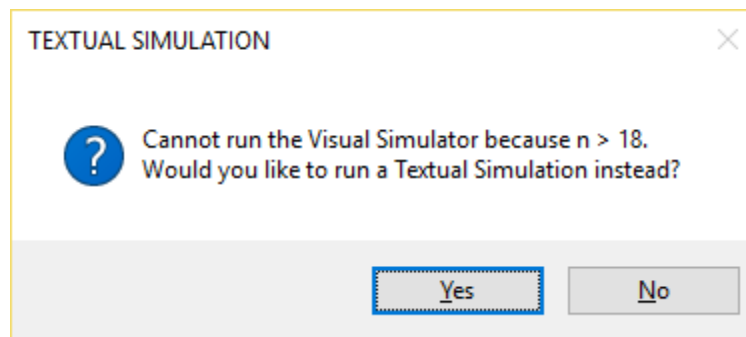 TEXTUAL SIMULATION
Cannot run the Visual Simulator because n > 18.
Would you like to run a Textual Simulation instead?
Yes
No